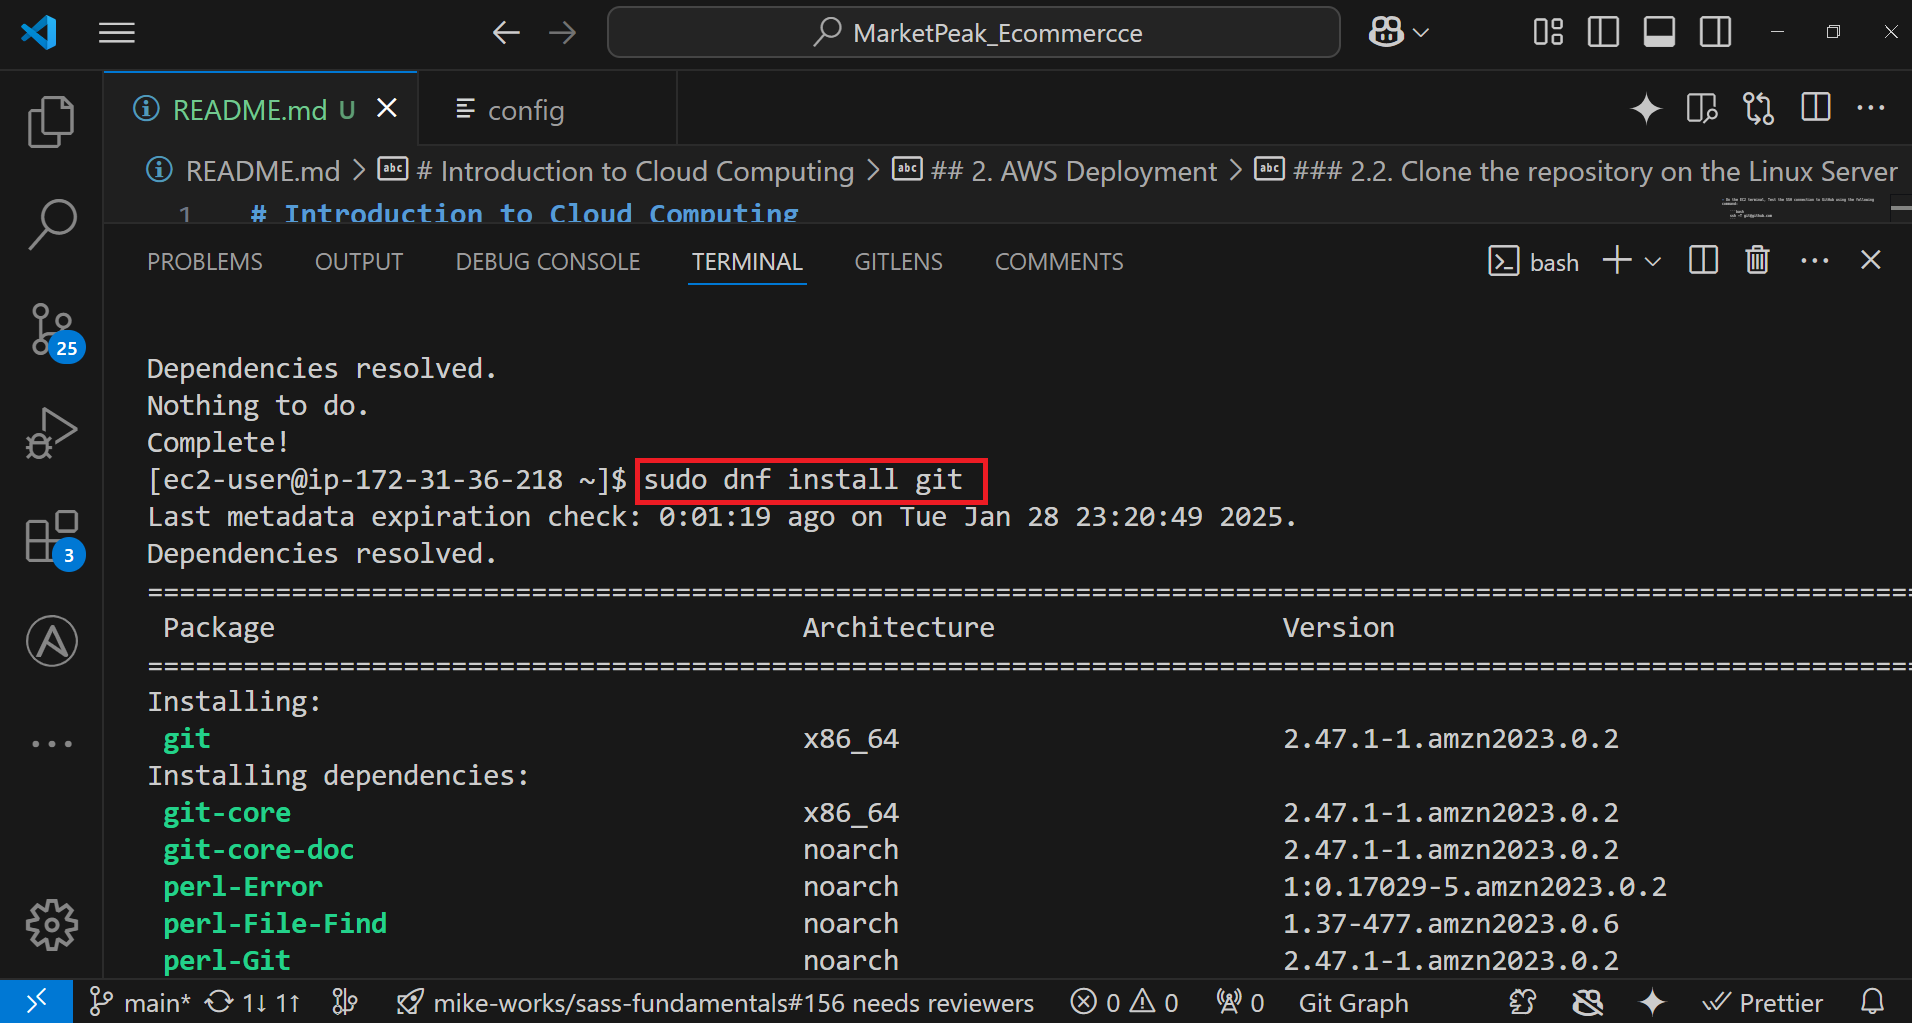 MarketPeak_Ecommercce
README.md U
config
README.md > # Introduction to Cloud Computing > ## 2. AWS Deployment > ### 2.2. Clone the repository on the Linux Server
1 # Introduction to Cloud Computing
PROBLEMS OUTPUT DEBUG CONSOLE TERMINAL GITLENS COMMENTS bash
Dependencies resolved.
Nothing to do.
Complete!
[ec2-user@ip-172-31-36-218 ~]$ sudo dnf install git
Last metadata expiration check: 0:01:19 ago on Tue Jan 28 23:20:49 2025.
Dependencies resolved.
Package Architecture Version
Installing:
git x86_64 2.47.1-1.amzn2023.0.2
Installing dependencies:
git-core x86_64 2.47.1-1.amzn2023.0.2
git-core-doc noarch 2.47.1-1.amzn2023.0.2
perl-Error noarch 1:0.17029-5.amzn2023.0.2
perl-File-Find noarch 1.37-477.amzn2023.0.6
perl-Git noarch 2.47.1-1.amzn2023.0.2
25
3
main* 1↓ 1↑ mike-works/sass-fundamentals#156 needs reviewers 0 0 0 Git Graph Prettier